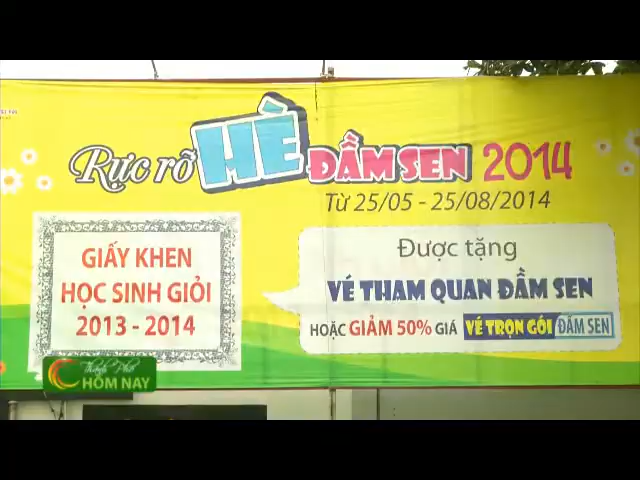 Rực rỡ HÈ ĐẦM SEN 2014
Từ 25/05 - 25/08/2014
GIẤY KHEN
HỌC SINH GIỎI
2013 - 2014
Được tặng
VÉ THAM QUAN ĐẦM SEN
HOẶC GIẢM 50% GIÁ VÉ TRỌN GÓI ĐẦM SEN
Thành Phố
HÔM NAY